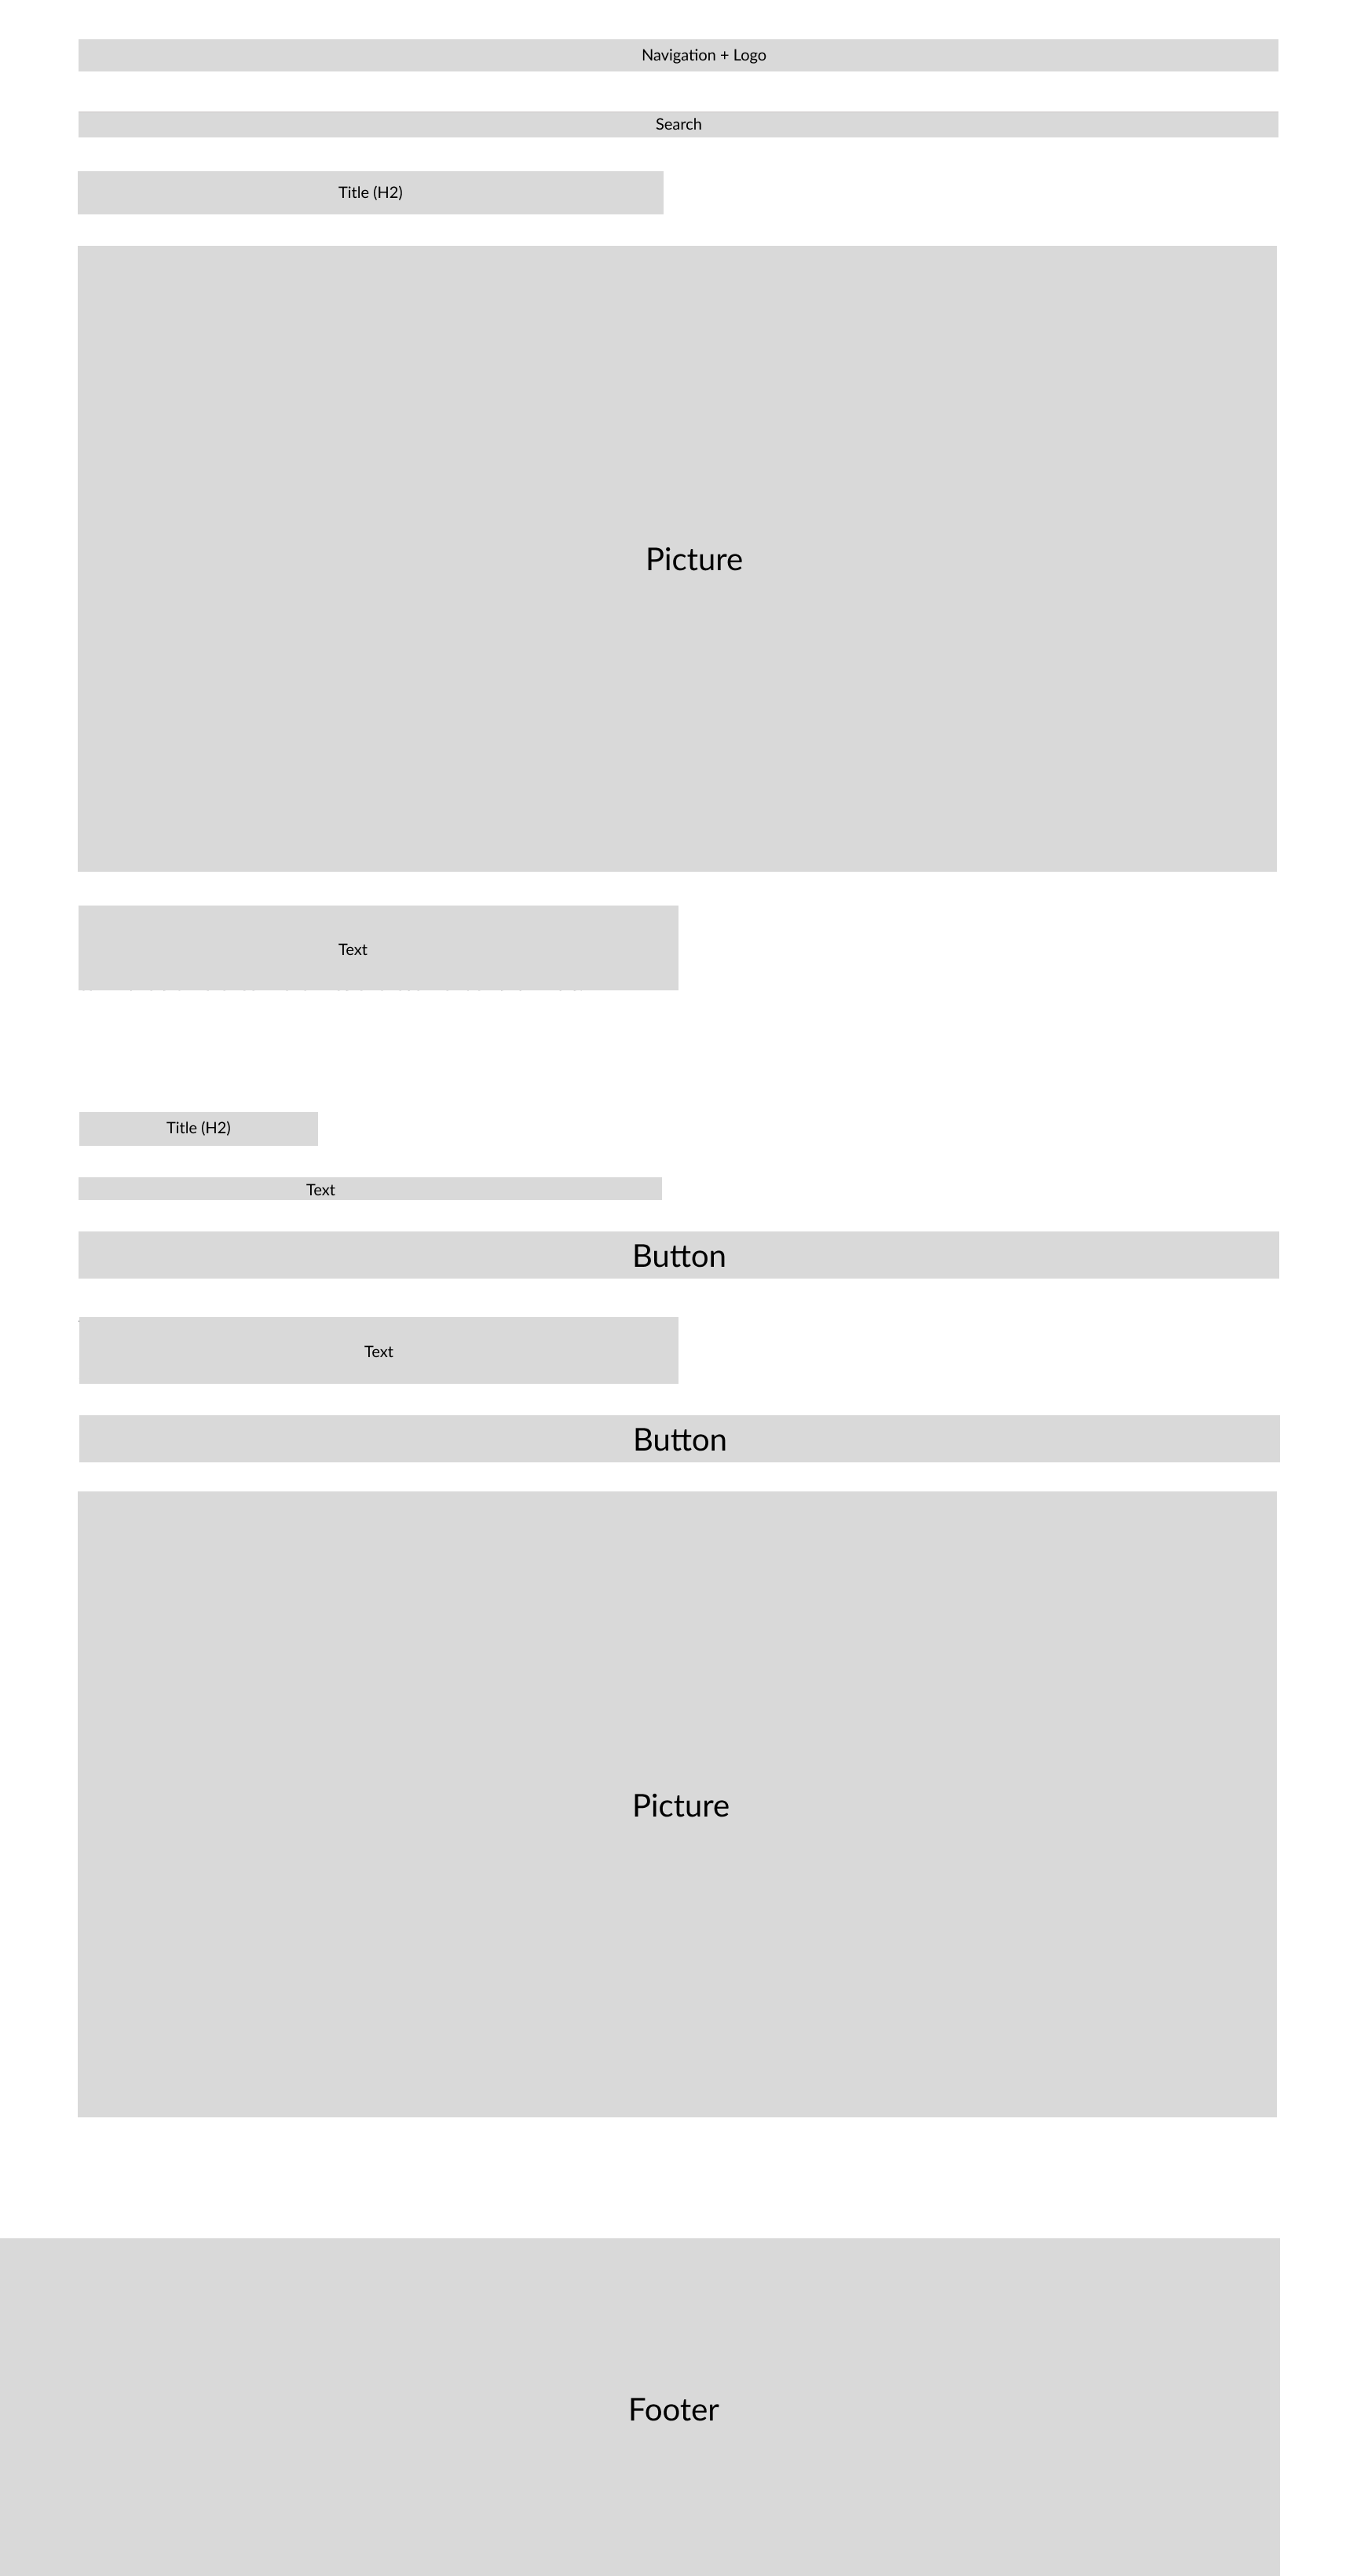 Navigation + Logo
Search
Title (H2)
Picture
Text
Title (H2)
Text
Button
Text
Button
Picture
Footer